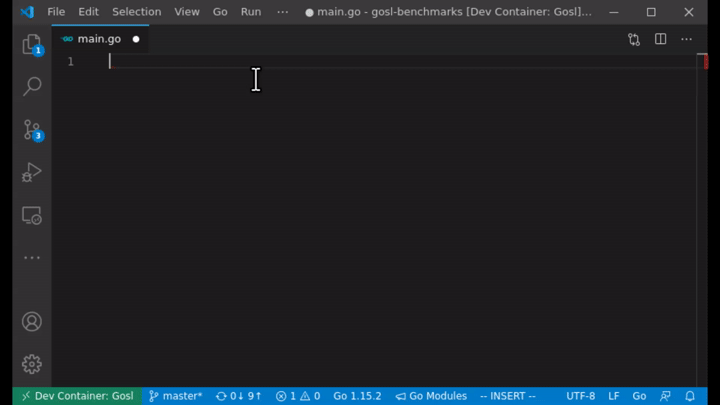 File Edit Selection View Go Run ··· ● main.go - gosl-benchmarks [Dev Container: Gosl]...
main.go ●
1
1
3
Dev Container: Gosl master* 0↓ 9↑ 1 0 Go 1.15.2 Go Modules -- INSERT -- UTF-8 LF Go